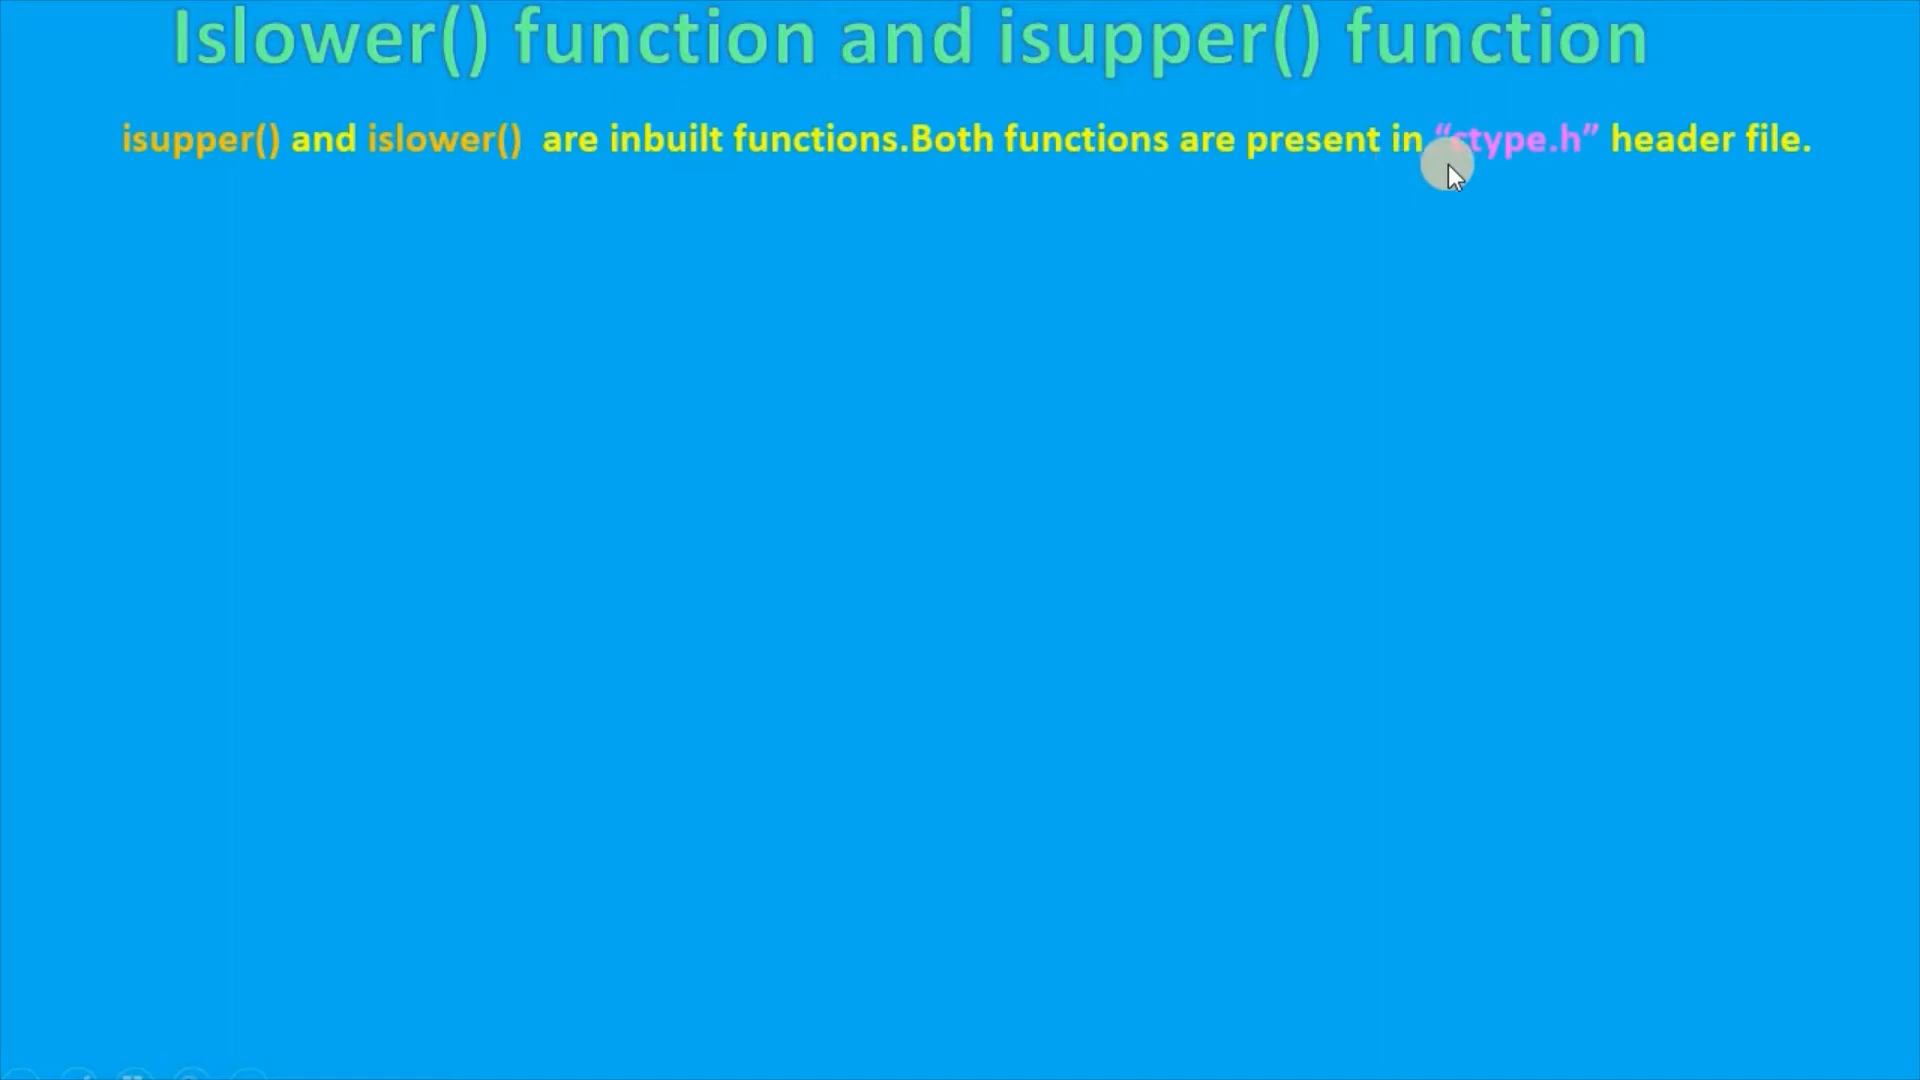 Islower() function and isupper() function
isupper() and islower() are inbuilt functions.Both functions are present in “ctype.h” header file.